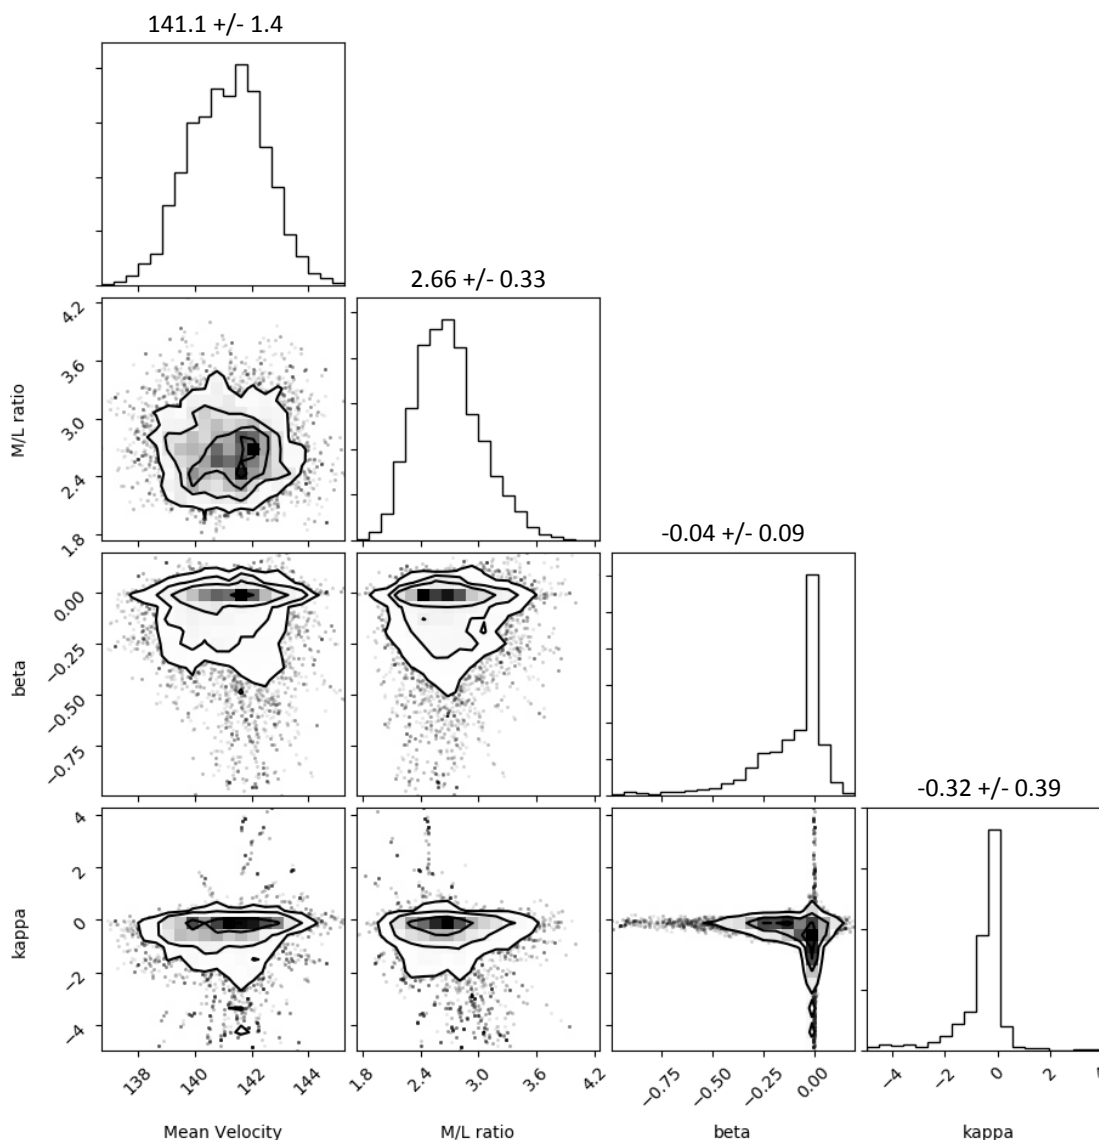 141.1 +/- 1.4
2.66 +/- 0.33
4.2
3.6
3.0
2.4
1.8
M/L ratio
-0.04 +/- 0.09
0.00
−0.25
−0.50
−0.75
beta
-0.32 +/- 0.39
4
2
0
−2
−4
kappa
138 140 142 144
1.8 2.4 3.0 3.6 4.2
−0.75 −0.50 −0.25 0.00
−4 −2 0 2
Mean Velocity M/L ratio beta kappa